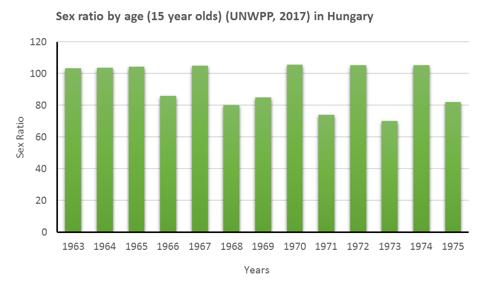 Sex ratio by age (15 year olds) (UNWPP, 2017) in Hungary
120
100
80
60
40
20
0
Sex Ratio
1963 1964 1965 1966 1967 1968 1969 1970 1971 1972 1973 1974 1975
Years